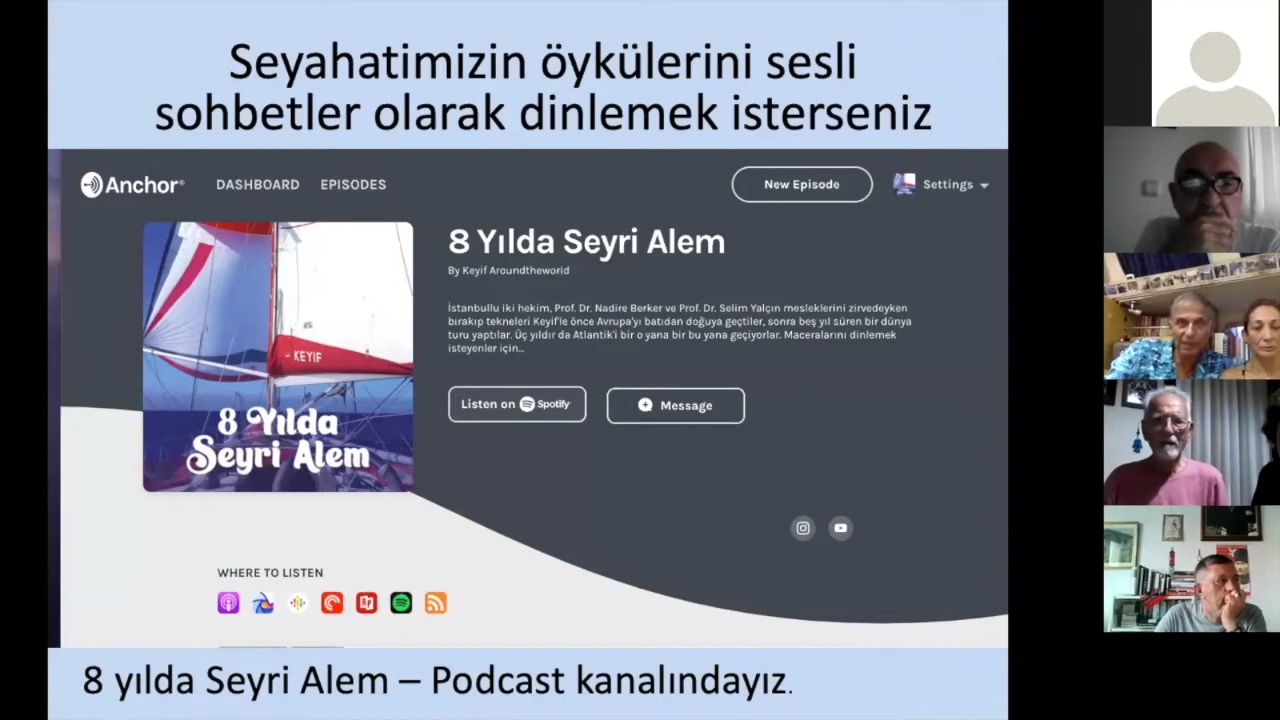 Seyahatimizin öykülerini sesli
sohbetler olarak dinlemek isterseniz
Anchor®
DASHBOARD
EPISODES
New Episode
Settings
KEYIF
8 Yılda
Seyri Alem
8 Yılda Seyri Alem
By Keyif Aroundtheworld
İstanbullu iki hekim, Prof. Dr. Nadire Berker ve Prof. Dr. Selim Yalçın mesleklerini zirvedeyken
bırakıp tekneleri Keyif'le önce Avrupa'yı batıdan doğuya geçtiler, sonra beş yıl süren bir dünya
turu yaptılar. Üç yıldır da Atlantik'i bir o yana bir bu yana geçiyorlar. Maceralarını dinlemek
isteyenler için...
Listen on Spotify
Message
WHERE TO LISTEN
8 yılda Seyri Alem – Podcast kanalındayız.